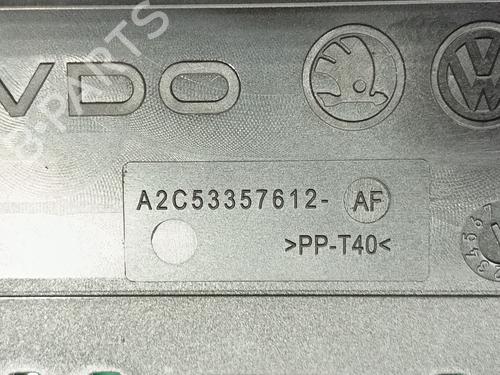 VDO
A2C53357612- AF
>PP-T40<
B-PARTS